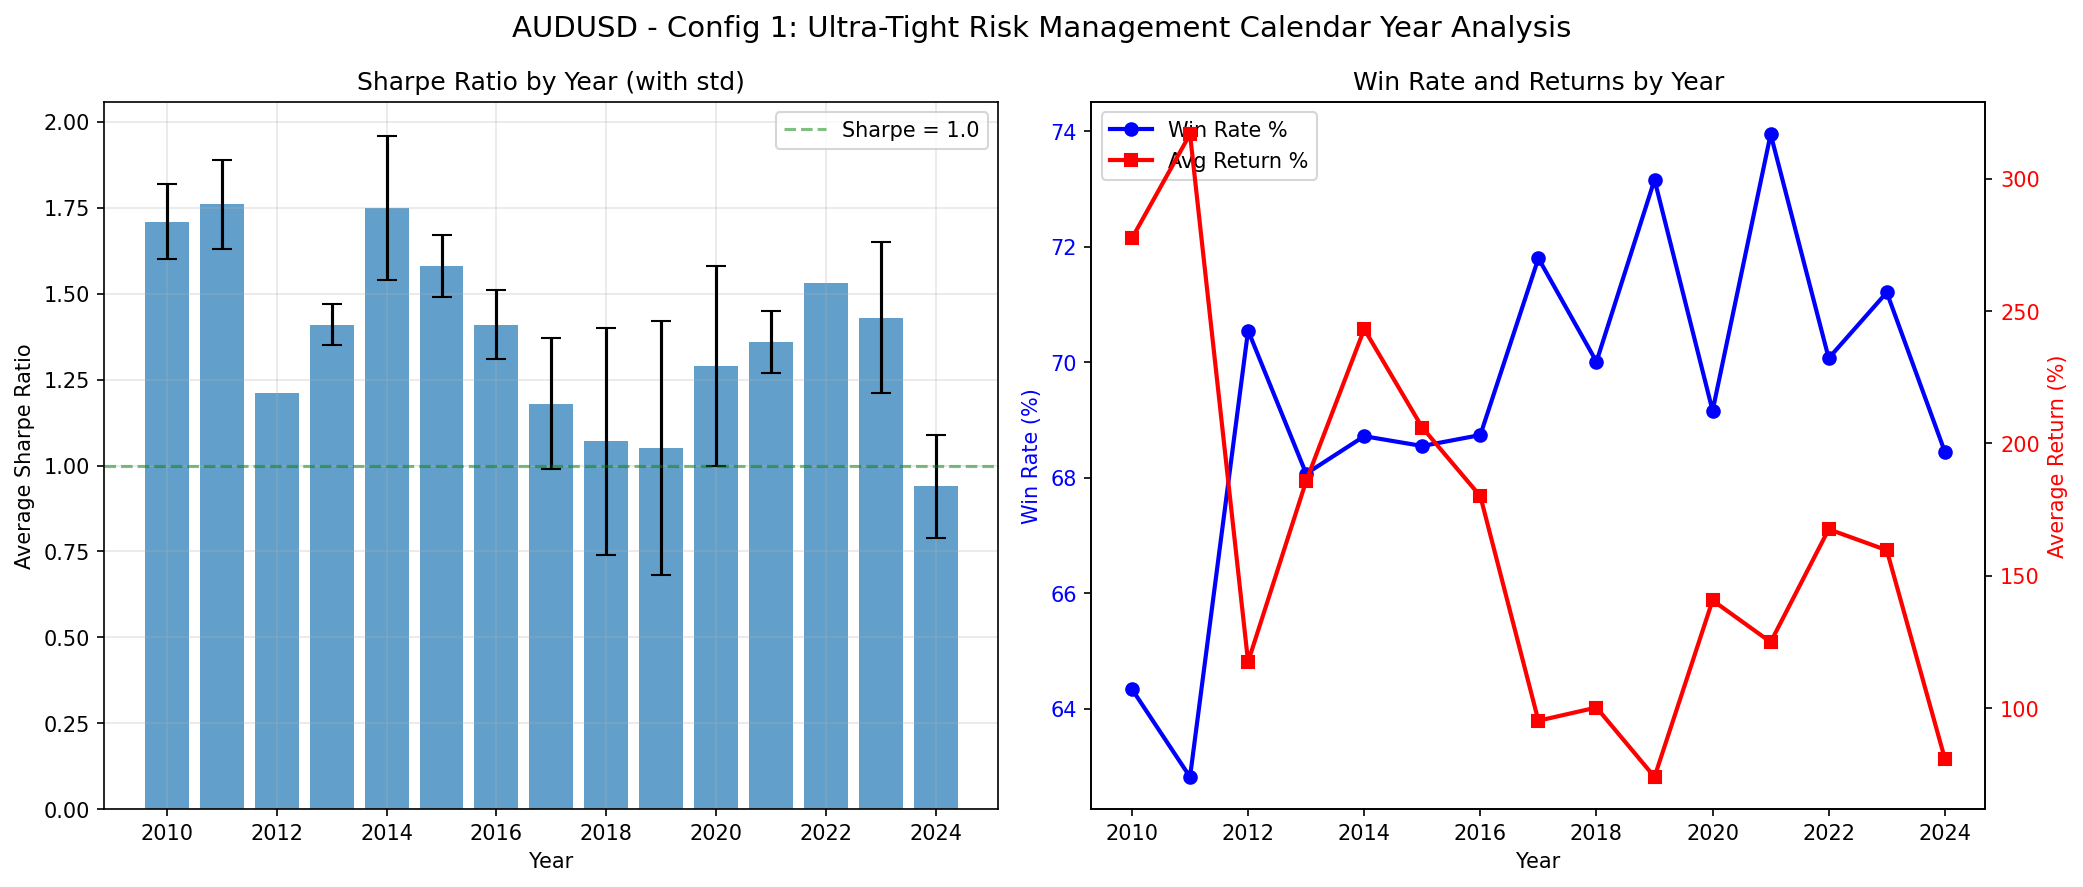 AUDUSD - Config 1: Ultra-Tight Risk Management Calendar Year Analysis
Sharpe Ratio by Year (with std)
Sharpe = 1.0
Average Sharpe Ratio
2.00
1.75
1.50
1.25
1.00
0.75
0.50
0.25
0.00
2010 2012 2014 2016 2018 2020 2022 2024
Year
Win Rate and Returns by Year
Win Rate %
Avg Return %
Win Rate (%)
74
72
70
68
66
64
300
250
200
150
100
Average Return (%)
2010 2012 2014 2016 2018 2020 2022 2024
Year